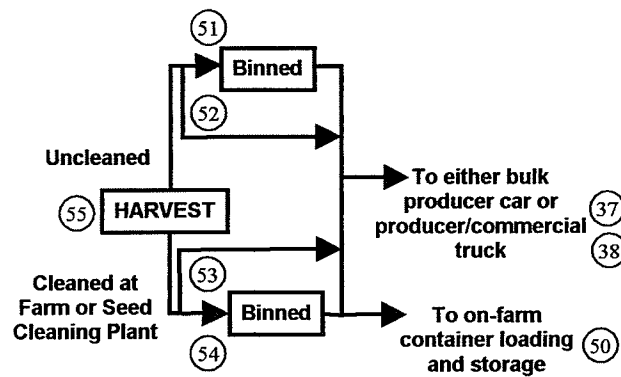 51
Binned
52
Uncleaned
To either bulk
producer car or
producer/commercial
truck
37
38
55
HARVEST
53
Cleaned at
Farm or Seed
Cleaning Plant
Binned
54
To on-farm
container loading
and storage
50